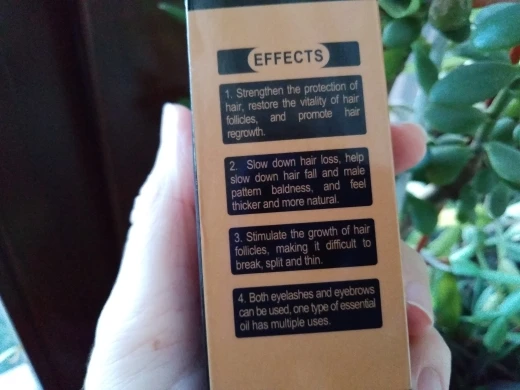 EFFECTS
1. Strengthen the protection of
hair, restore the vitality of hair
follicles, and promote hair
regrowth.
2. Slow down hair loss, help
slow down hair fall and male
pattern baldness, and feel
thicker and more natural.
3. Stimulate the growth of hair
follicles, making it difficult to
break, split and thin.
4. Both eyelashes and eyebrows
can be used, one type of essential
oil has multiple uses.